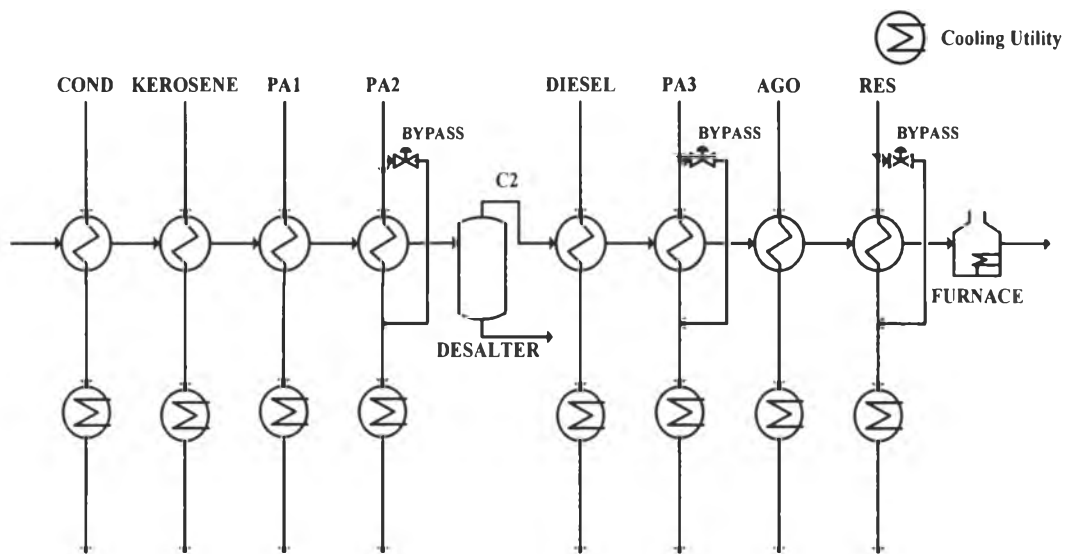 Cooling Utility
COND KEROSENE PA1 PA2 DIESEL PA3 AGO RES
BYPASS BYPASS BYPASS
C2
FURNACE
DESALTER